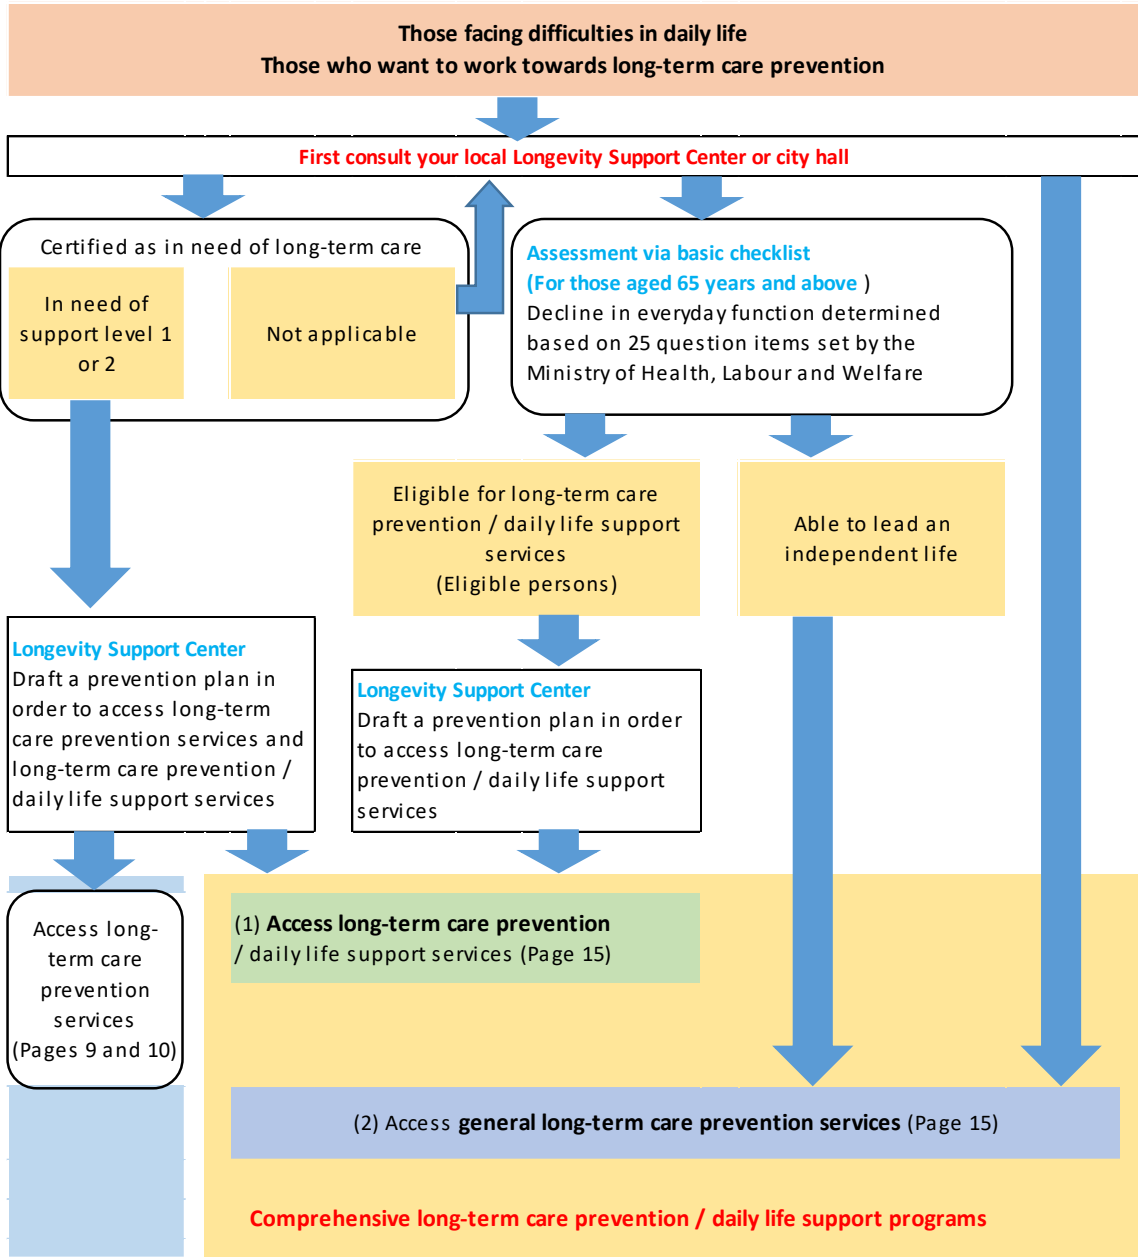 Those facing difficulties in daily life
Those who want to work towards long-term care prevention
First consult your local Longevity Support Center or city hall
Certified as in need of long-term care
In need of
support level 1
or 2
Not applicable
Assessment via basic checklist
(For those aged 65 years and above )
Decline in everyday function determined
based on 25 question items set by the
Ministry of Health, Labour and Welfare
Eligible for long-term care
prevention / daily life support
services
(Eligible persons)
Able to lead an
independent life
Longevity Support Center
Draft a prevention plan in
order to access long-term
care prevention services and
long-term care prevention /
daily life support services
Longevity Support Center
Draft a prevention plan in order
to access long-term care
prevention / daily life support
services
Access long-
term care
prevention
services
(Pages 9 and 10)
(1) Access long-term care prevention
/ daily life support services (Page 15)
(2) Access general long-term care prevention services (Page 15)
Comprehensive long-term care prevention / daily life support programs